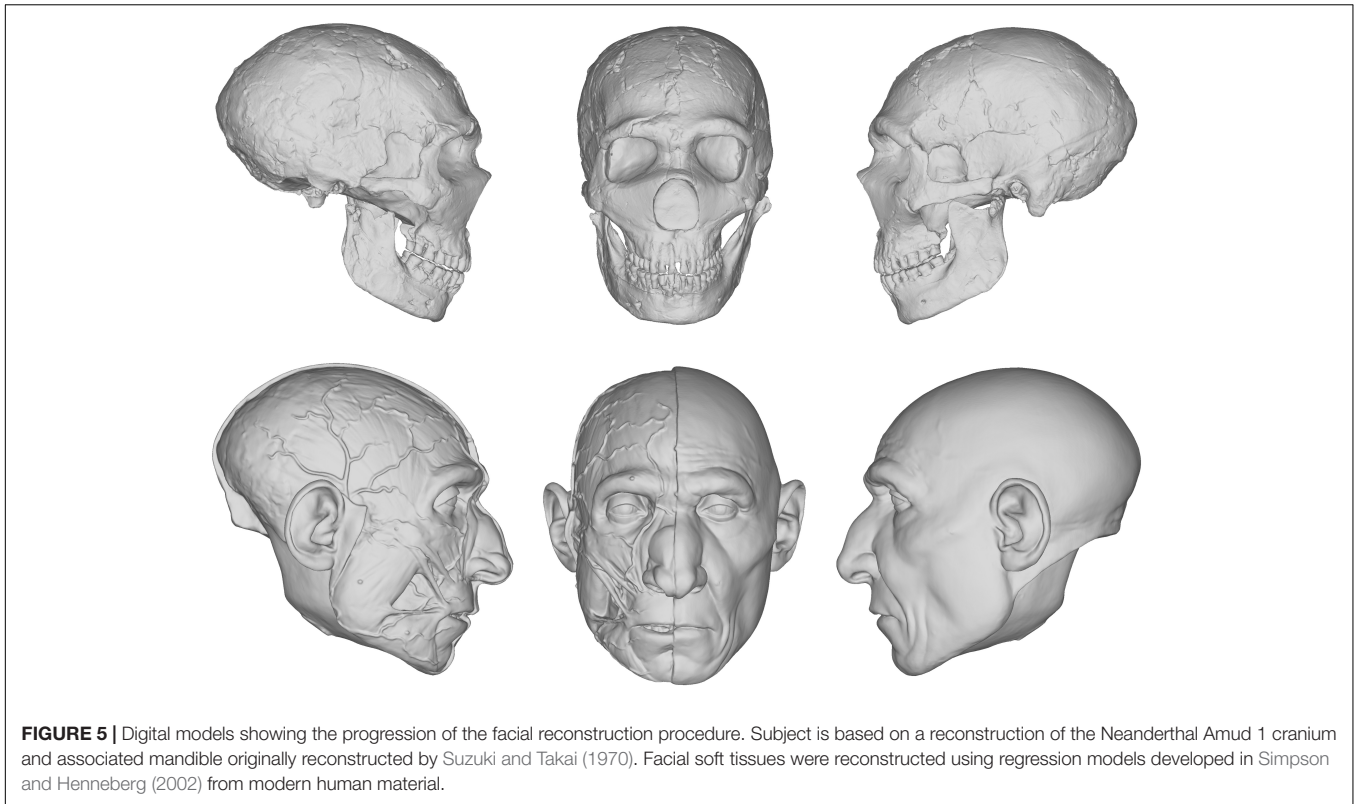 FIGURE 5 | Digital models showing the progression of the facial reconstruction procedure. Subject is based on a reconstruction of the Neanderthal Amud 1 cranium
and associated mandible originally reconstructed by Suzuki and Takai (1970). Facial soft tissues were reconstructed using regression models developed in Simpson
and Henneberg (2002) from modern human material.